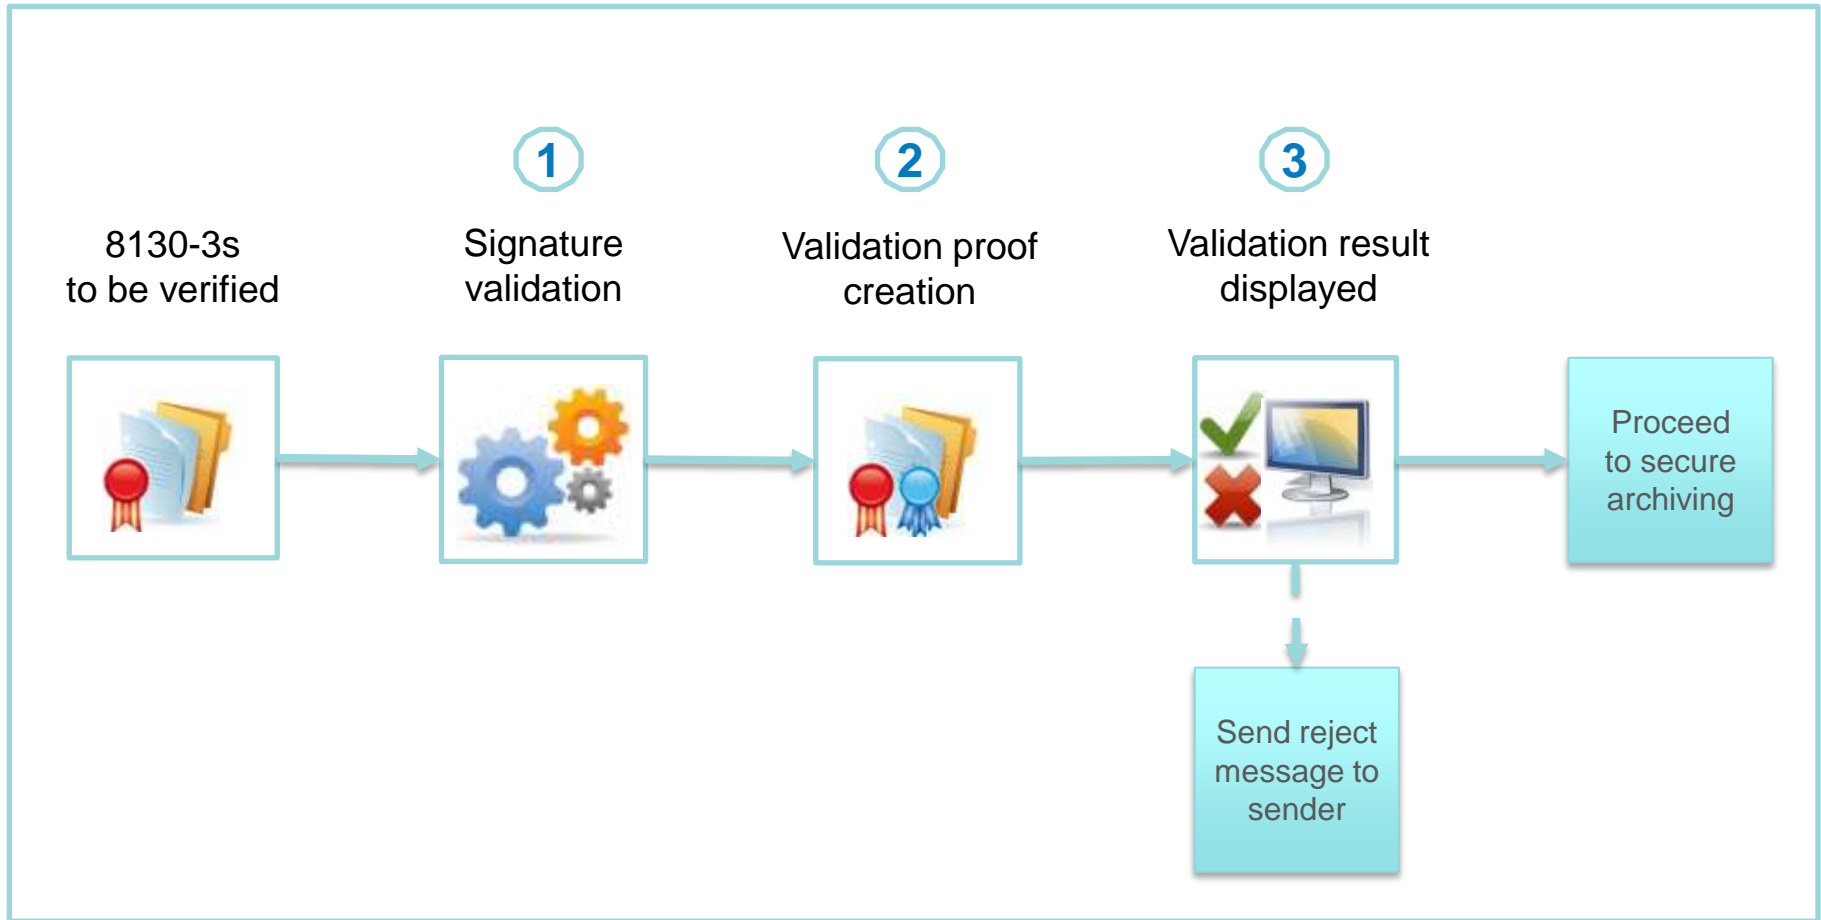 1
2
3
8130-3s
to be verified
Signature
validation
Validation proof
creation
Validation result
displayed
Proceed
to secure
archiving
Send reject
message to
sender